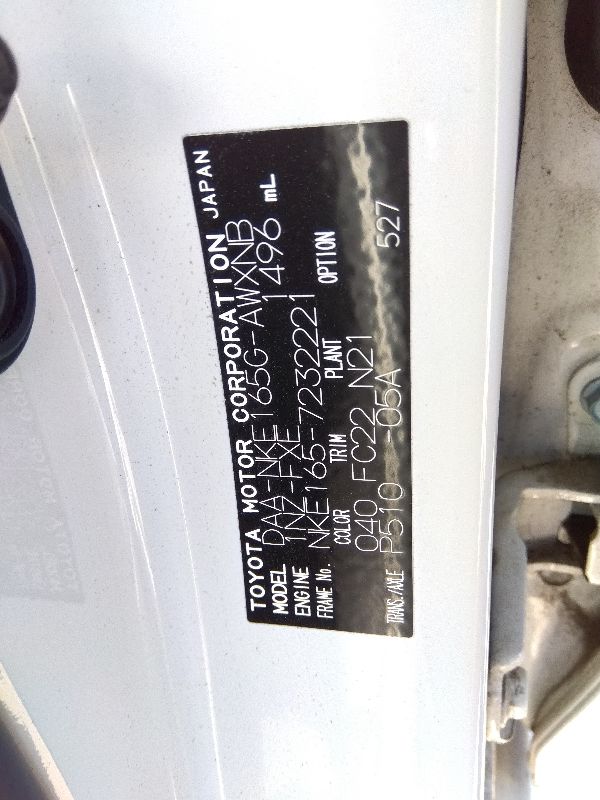 TOYOTA MOTOR CORPORATION JAPAN
MODEL DAA-NKE165G-AWXNB
ENGINE 1NZ-FXE 1496 mL
FRAME No. NKE165-7232221
COLOR TRIM PLANT OPTION
040 FC22 N21
TRANS./AXLE P510 -05A 527